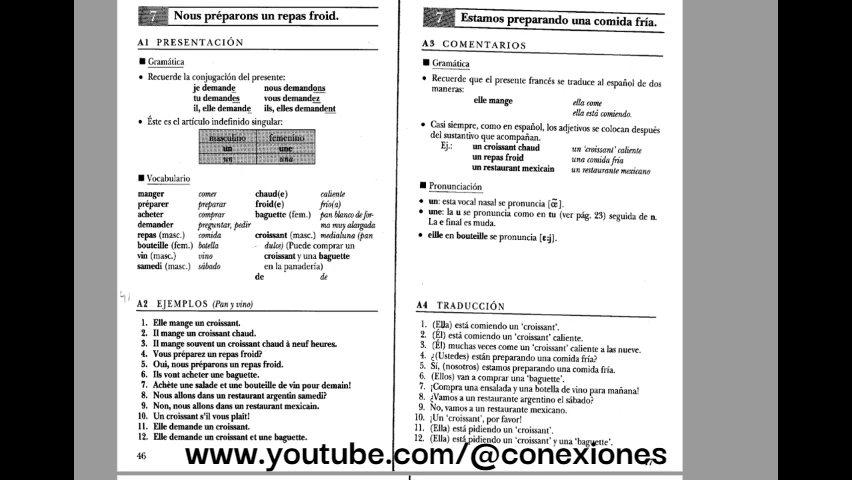 7 Nous préparons un repas froid.
A1 PRESENTACIÓN
■ Gramática
• Recuerde la conjugación del presente:
je demande nous demandons
tu demandes vous demandez
il, elle demande ils, elles demandent
• Éste es el artículo indefinido singular:
masculino femenino
un une
un una
■ Vocabulario
manger comer chaud(e) caliente
préparer preparar froid(e) frío(a)
acheter comprar baguette (fem.) pan blanco de for-
demander preguntar, pedir ma muy alargada
repas (masc.) comida croissant (masc.) medialuna (pan
bouteille (fem.) botella dulce) (Puede comprar un
vin (masc.) vino croissant y una baguette
samedi (masc.) sábado en la panadería)
de de
A2 EJEMPLOS (Pan y vino)
1. Elle mange un croissant.
2. Il mange un croissant chaud.
3. Il mange souvent un croissant chaud à neuf heures.
4. Vous préparez un repas froid?
5. Oui, nous préparons un repas froid.
6. Ils vont acheter une baguette.
7. Achète une salade et une bouteille de vin pour demain!
8. Nous allons dans un restaurant argentin samedi?
9. Non, nous allons dans un restaurant mexicain.
10. Un croissant s'il vous plaît!
11. Elle demande un croissant.
12. Elle demande un croissant et une baguette.
46
7 Estamos preparando una comida fría.
A3 COMENTARIOS
■ Gramática
• Recuerde que el presente francés se traduce al español de dos
maneras:
elle mange ella come
ella está comiendo.
• Casi siempre, como en español, los adjetivos se colocan después
del sustantivo que acompañan.
Ej.: un croissant chaud un 'croissant' caliente
un repas froid una comida fría
un restaurant mexicain un restaurante mexicano
■ Pronunciación
• un: esta vocal nasal se pronuncia [œ̃].
• une: la u se pronuncia como en tu (ver pág. 23) seguida de n.
La e final es muda.
• eille en bouteille se pronuncia [ɛ:j].
A4 TRADUCCIÓN
1. (Ella) está comiendo un 'croissant'.
2. (Él) está comiendo un 'croissant' caliente.
3. (Él) muchas veces come un 'croissant' caliente a las nueve.
4. ¿(Ustedes) están preparando una comida fría?
5. Sí, (nosotros) estamos preparando una comida fría.
6. (Ellos) van a comprar una 'baguette'.
7. ¡Compra una ensalada y una botella de vino para mañana!
8. ¿Vamos a un restaurante argentino el sábado?
9. No, vamos a un restaurante mexicano.
10. ¡Un 'croissant', por favor!
11. (Ella) está pidiendo un 'croissant'.
12. (Ella) está pidiendo un 'croissant' y una 'baguette'.
www.youtube.com/@conexiones